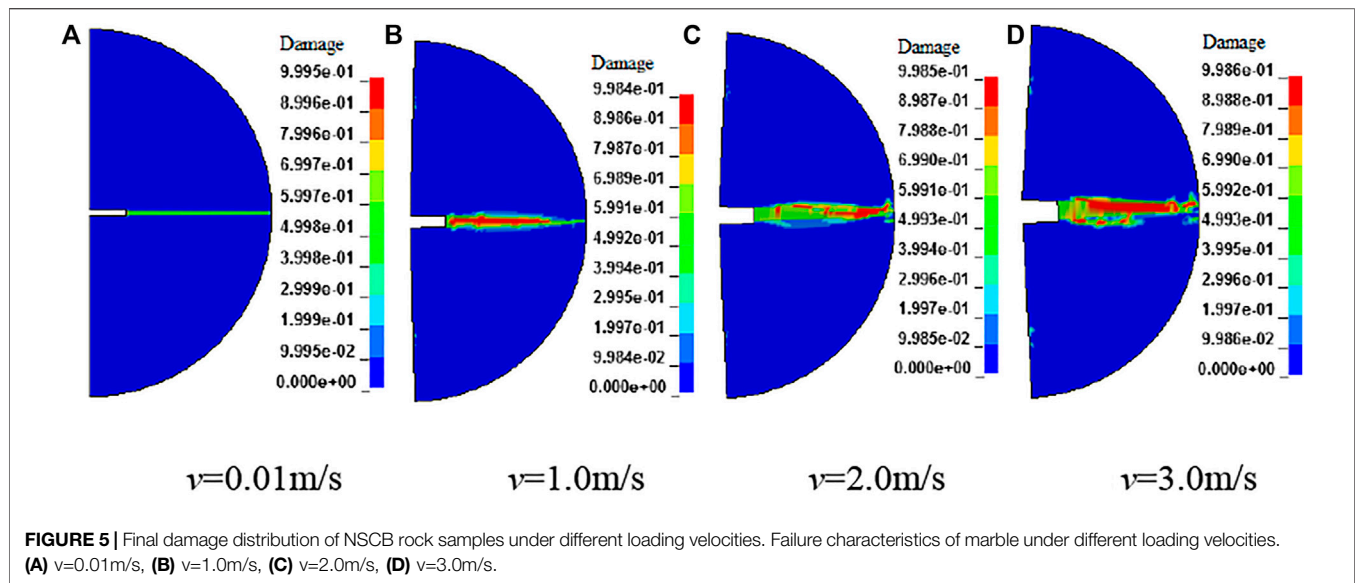 A
Damage
9.995e-01
8.996e-01
7.996e-01
6.997e-01
5.997e-01
4.998e-01
3.998e-01
2.999e-01
1.999e-01
9.995e-02
0.000e+00
v=0.01m/s
B
Damage
9.984e-01
8.986e-01
7.987e-01
6.989e-01
5.991e-01
4.992e-01
3.994e-01
2.995e-01
1.997e-01
9.984e-02
0.000e+00
v=1.0m/s
C
Damage
9.985e-01
8.987e-01
7.988e-01
6.990e-01
5.991e-01
4.993e-01
3.994e-01
2.996e-01
1.997e-01
9.985e-02
0.000e+00
v=2.0m/s
D
Damage
9.986e-01
8.988e-01
7.989e-01
6.990e-01
5.992e-01
4.993e-01
3.995e-01
2.996e-01
1.997e-01
9.986e-02
0.000e+00
v=3.0m/s
FIGURE 5 | Final damage distribution of NSCB rock samples under different loading velocities. Failure characteristics of marble under different loading velocities.
(A) v=0.01m/s, (B) v=1.0m/s, (C) v=2.0m/s, (D) v=3.0m/s.